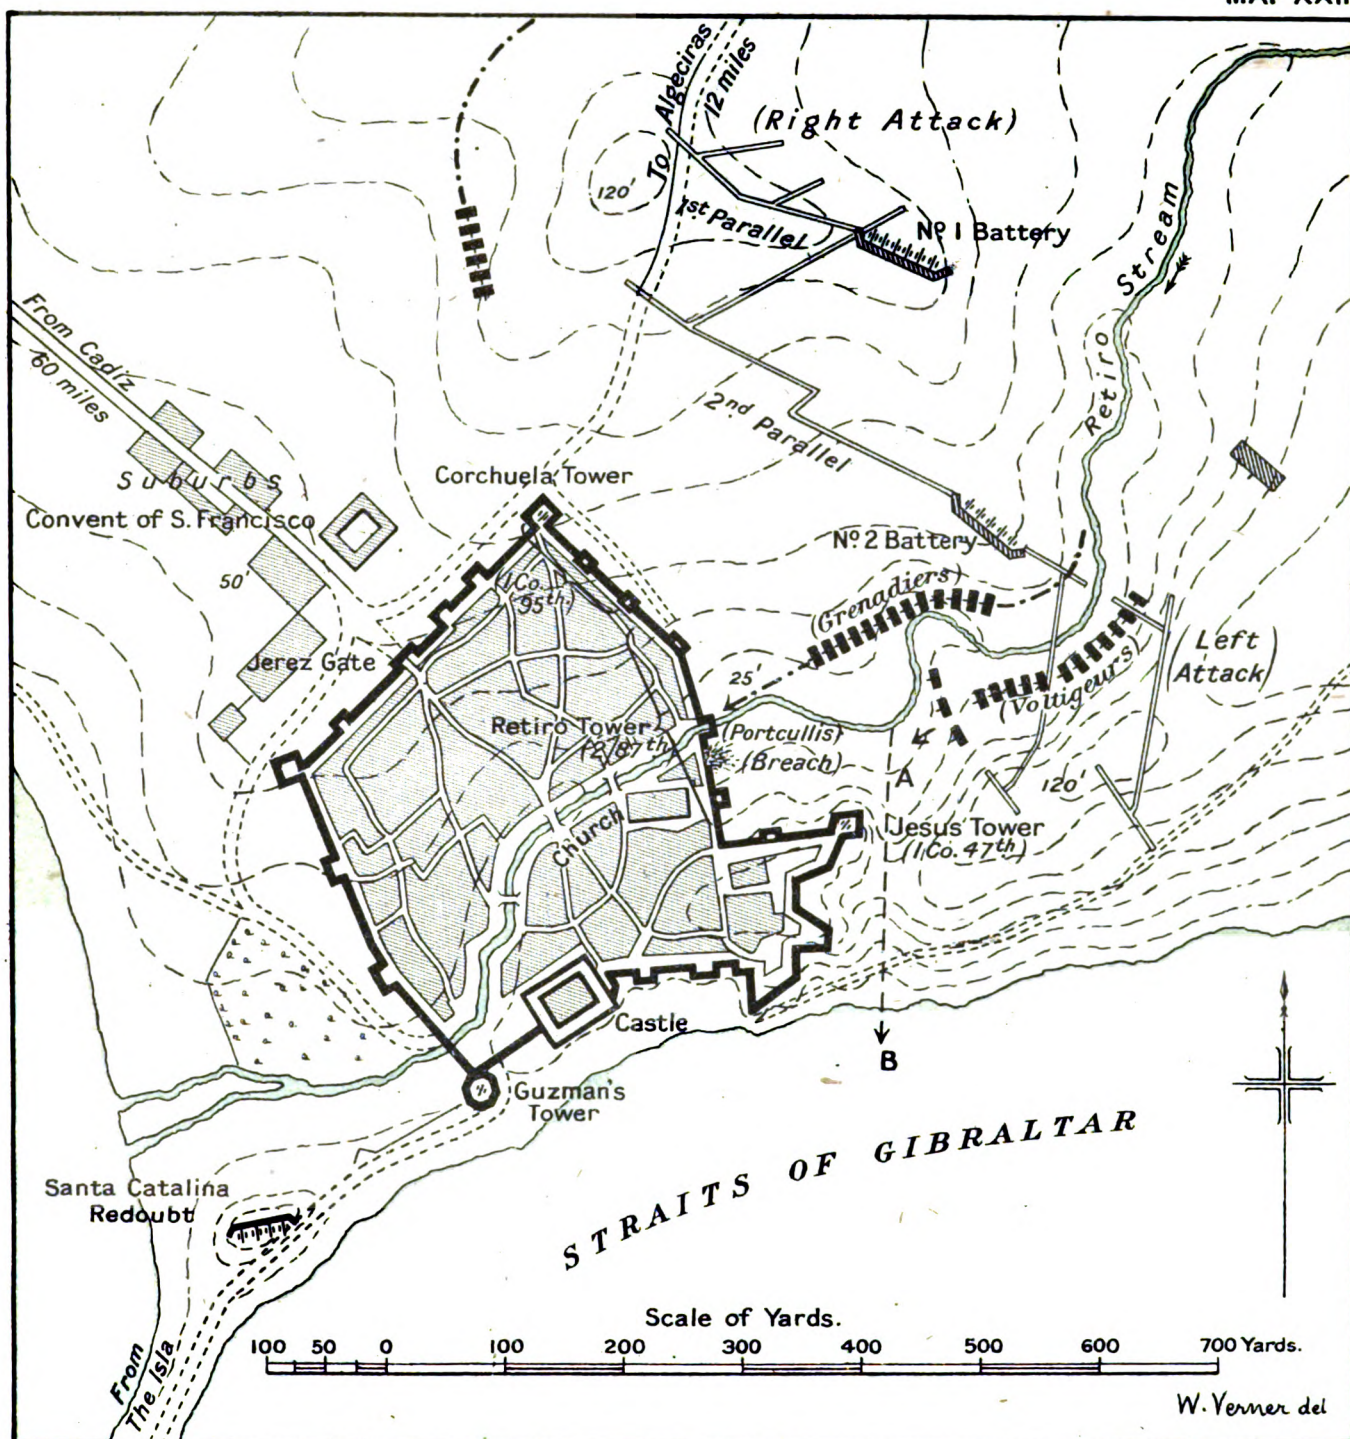 To Algeciras
12 miles
(Right Attack)
120'
1st Parallel
No 1 Battery
Retiro Stream
From Cadiz
60 miles
2nd Parallel
Suburbs
Corchuela Tower
Convent of S. Francisco
No 2 Battery
50'
(1 Co.
95th.)
(Grenadiers)
Jerez Gate
(Left
Attack)
25'
(Voltigeurs)
Retiro Tower
(2/87th)
(Portcullis)
(Breach)
A
A
120'
Church
Jesus Tower
(1 Co. 47th)
Castle
B
Guzman's
Tower
STRAITS OF GIBRALTAR
Santa Catalina
Redoubt
From
The Isla
Scale of Yards.
100 50 0 100 200 300 400 500 600 700 Yards.
W. Verner del